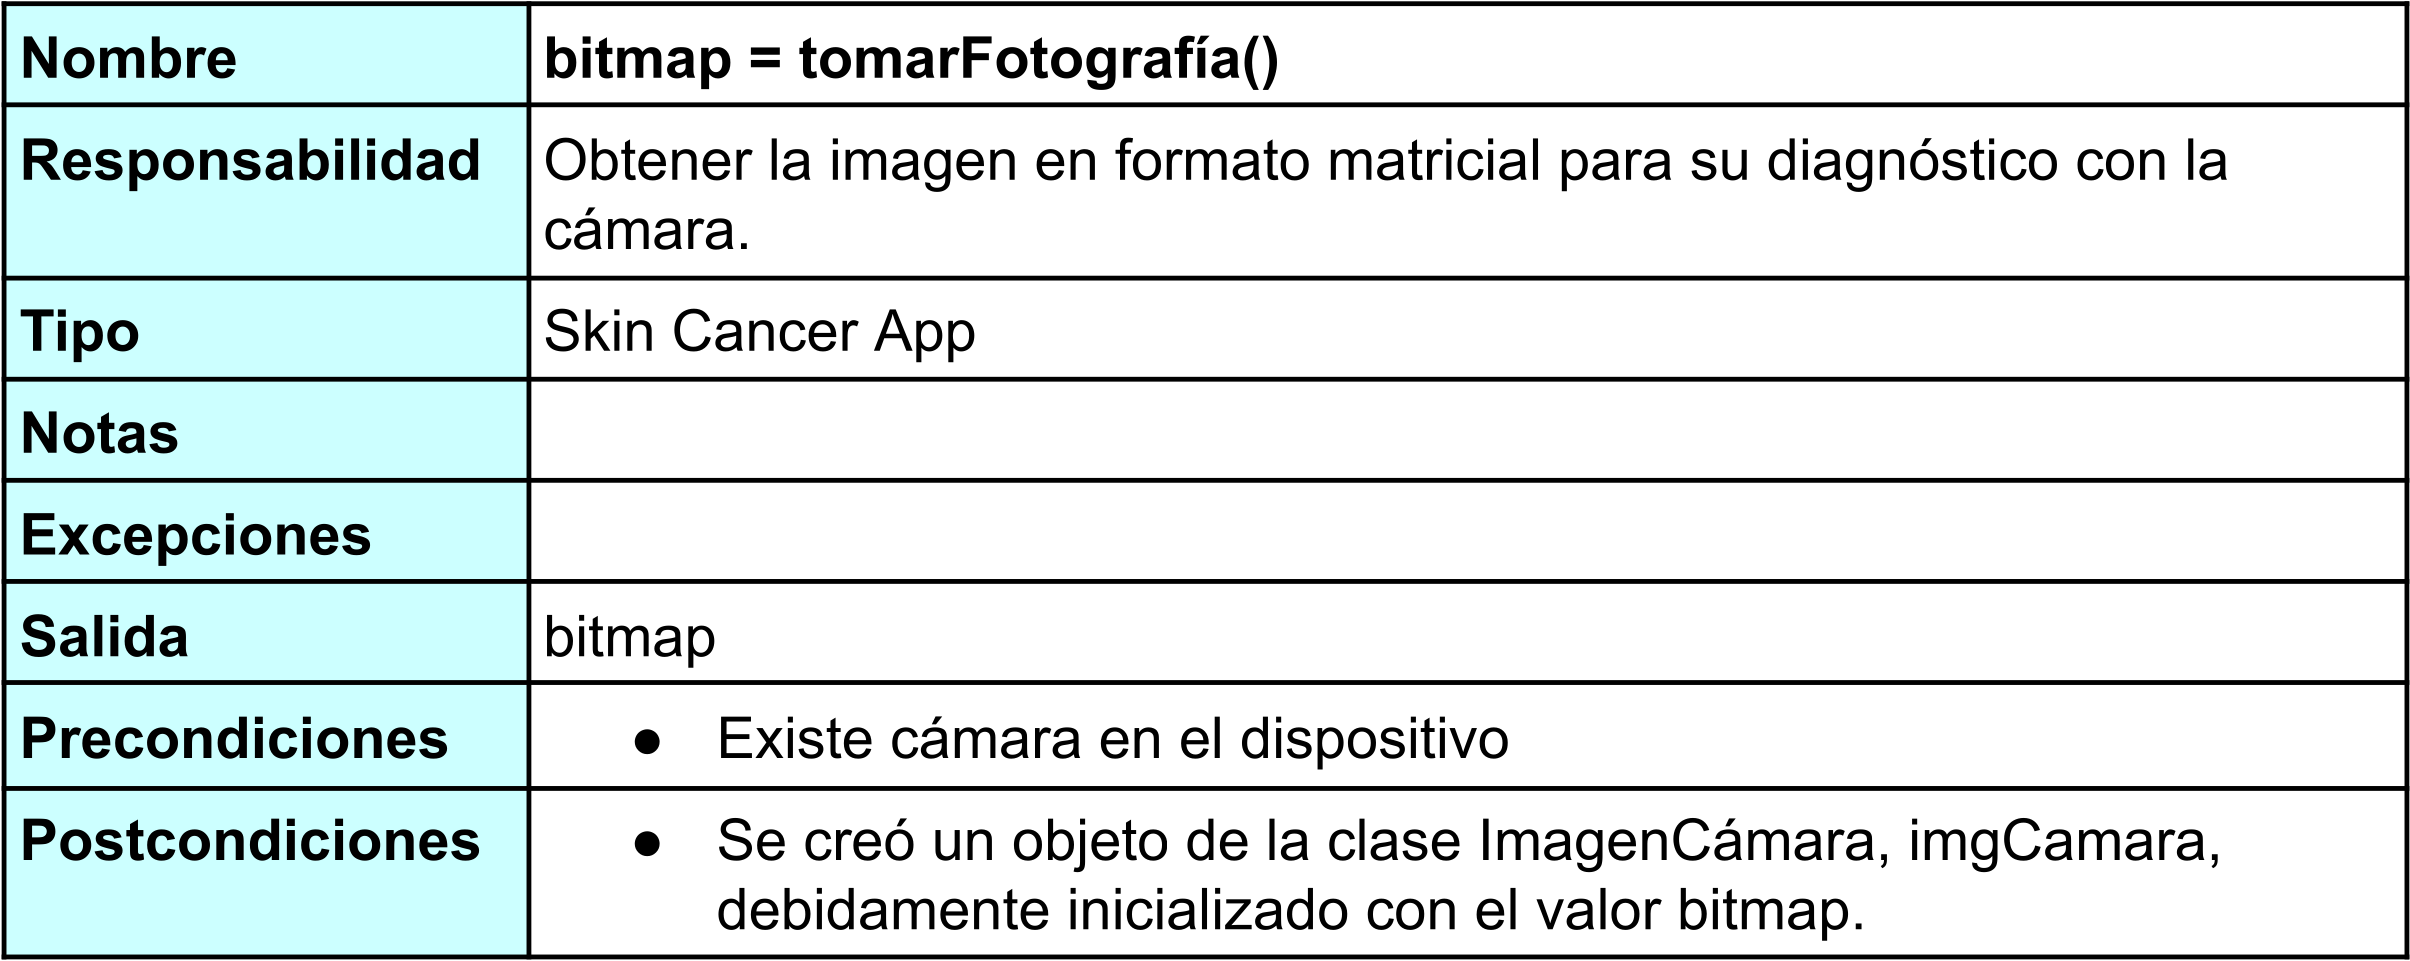 Nombre bitmap = tomarFotografía()
Responsabilidad Obtener la imagen en formato matricial para su diagnóstico con la
cámara.
Tipo Skin Cancer App
Notas
Excepciones
Salida bitmap
Precondiciones ● Existe cámara en el dispositivo
Postcondiciones ● Se creó un objeto de la clase ImagenCámara, imgCamara,
debidamente inicializado con el valor bitmap.